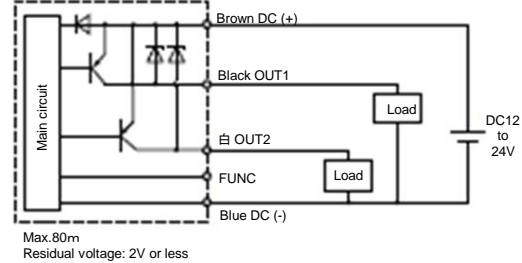 Brown DC (+)
Main circuit
Black OUT1
Load
DC12
to
24V
白 OUT2
Load
FUNC
Blue DC (-)
Max.80m
Residual voltage: 2V or less